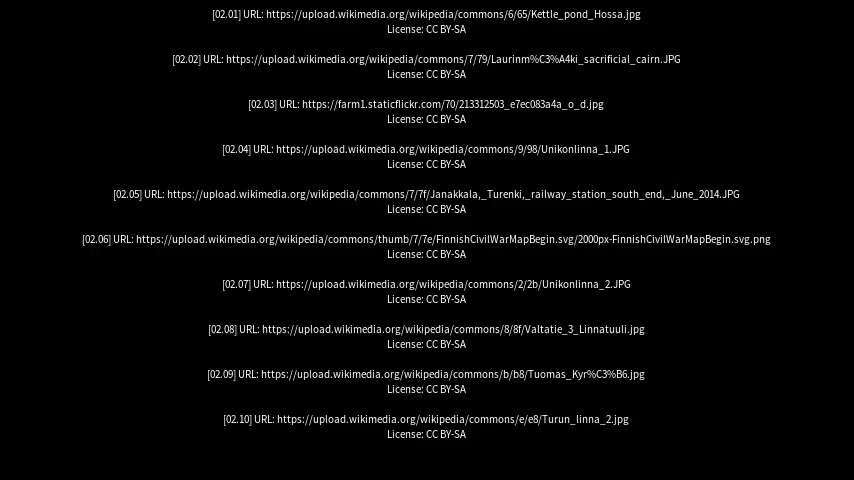 [02.01] URL: https://upload.wikimedia.org/wikipedia/commons/6/65/Kettle_pond_Hossa.jpg
License: CC BY-SA
[02.02] URL: https://upload.wikimedia.org/wikipedia/commons/7/79/Laurinm%C3%A4ki_sacrificial_cairn.JPG
License: CC BY-SA
[02.03] URL: https://farm1.staticflickr.com/70/213312503_e7ec083a4a_o_d.jpg
License: CC BY-SA
[02.04] URL: https://upload.wikimedia.org/wikipedia/commons/9/98/Unikonlinna_1.JPG
License: CC BY-SA
[02.05] URL: https://upload.wikimedia.org/wikipedia/commons/7/7f/Janakkala,_Turenki,_railway_station_south_end,_June_2014.JPG
License: CC BY-SA
[02.06] URL: https://upload.wikimedia.org/wikipedia/commons/thumb/7/7e/FinnishCivilWarMapBegin.svg/2000px-FinnishCivilWarMapBegin.svg.png
License: CC BY-SA
[02.07] URL: https://upload.wikimedia.org/wikipedia/commons/2/2b/Unikonlinna_2.JPG
License: CC BY-SA
[02.08] URL: https://upload.wikimedia.org/wikipedia/commons/8/8f/Valtatie_3_Linnatuuli.jpg
License: CC BY-SA
[02.09] URL: https://upload.wikimedia.org/wikipedia/commons/b/b8/Tuomas_Kyr%C3%B6.jpg
License: CC BY-SA
[02.10] URL: https://upload.wikimedia.org/wikipedia/commons/e/e8/Turun_linna_2.jpg
License: CC BY-SA